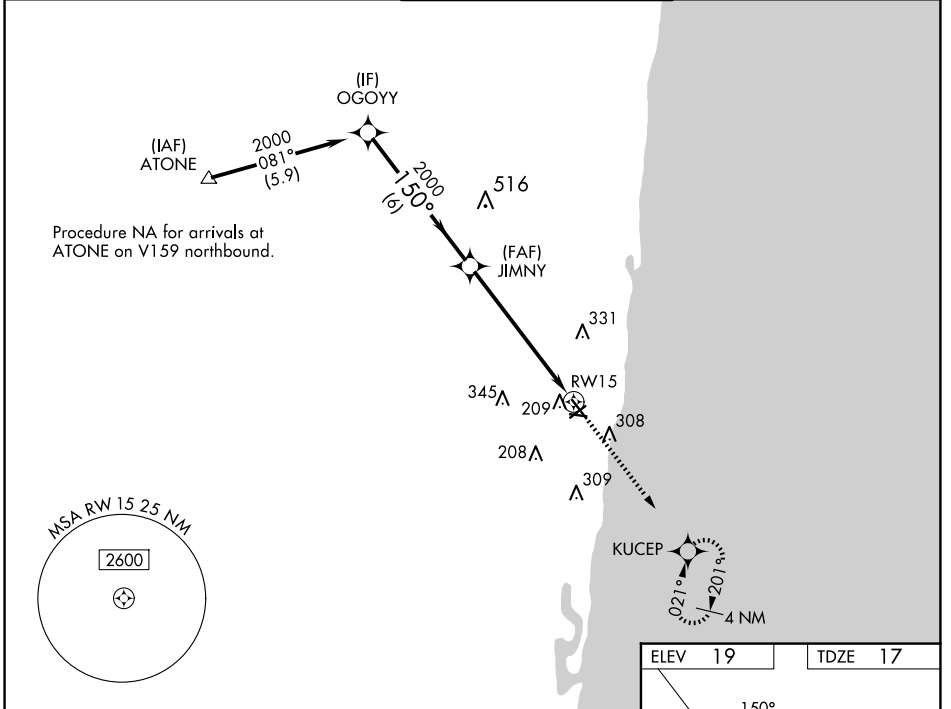 (IF)
OGOYY
(IAF)
ATONE
2000
081°
(5.9)
2000
150°
(6)
516
Procedure NA for arrivals at
ATONE on V159 northbound.
(FAF)
JIMNY
331
RW15
345
209
308
208
309
MSA RW 15 25 NM
2600
KUCEP
021°
201°
4 NM
ELEV 19
TDZE 17
150°